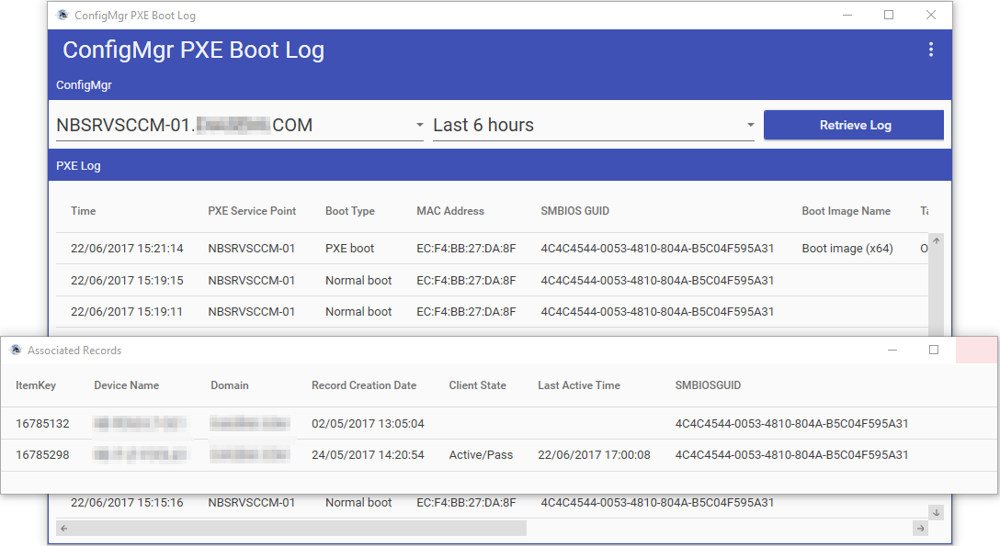 ConfigMgr PXE Boot Log
ConfigMgr PXE Boot Log
ConfigMgr
NBSRVSCCM-01. .COM Last 6 hours Retrieve Log
PXE Log
Time PXE Service Point Boot Type MAC Address SMBIOS GUID Boot Image Name
22/06/2017 15:21:14 NBSRVSCCM-01 PXE boot EC:F4:BB:27:DA:8F 4C4C4544-0053-4810-804A-B5C04F595A31 Boot image (x64)
22/06/2017 15:19:15 NBSRVSCCM-01 Normal boot EC:F4:BB:27:DA:8F 4C4C4544-0053-4810-804A-B5C04F595A31
22/06/2017 15:19:11 NBSRVSCCM-01 Normal boot EC:F4:BB:27:DA:8F 4C4C4544-0053-4810-804A-B5C04F595A31
Associated Records
ItemKey Device Name Domain Record Creation Date Client State Last Active Time SMBIOSGUID
16785132 02/05/2017 13:05:04 4C4C4544-0053-4810-804A-B5C04F595A31
16785298 24/05/2017 14:20:54 Active/Pass 22/06/2017 17:00:08 4C4C4544-0053-4810-804A-B5C04F595A31
22/06/2017 15:15:16 NBSRVSCCM-01 Normal boot EC:F4:BB:27:DA:8F 4C4C4544-0053-4810-804A-B5C04F595A31